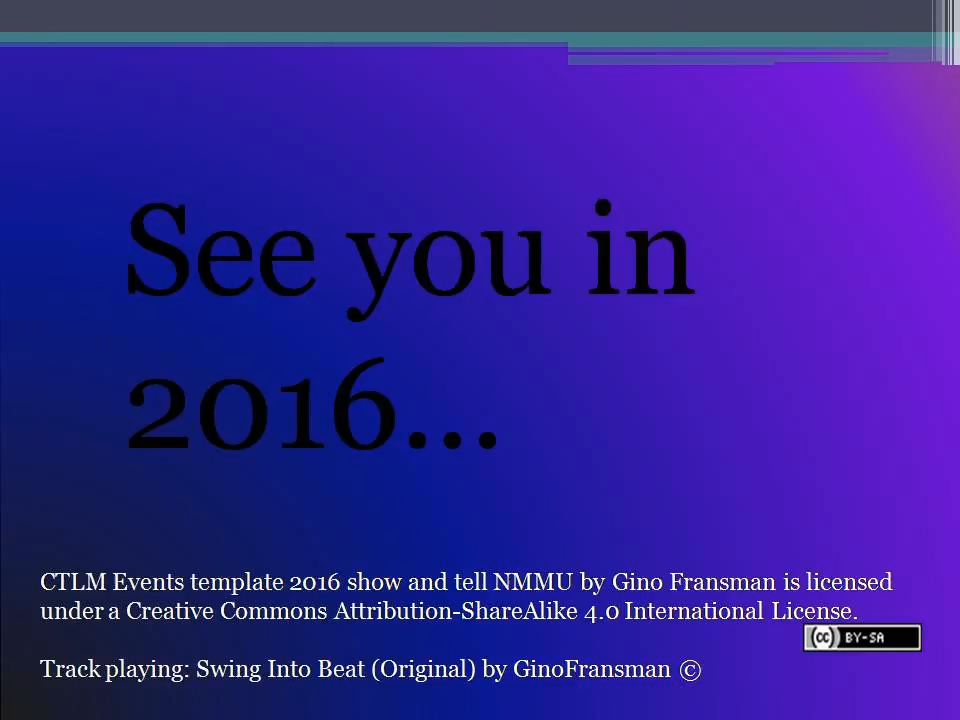 See you in
2016...
CTLM Events template 2016 show and tell NMMU by Gino Fransman is licensed
under a Creative Commons Attribution-ShareAlike 4.0 International License.
(cc) BY-SA
Track playing: Swing Into Beat (Original) by GinoFransman ©